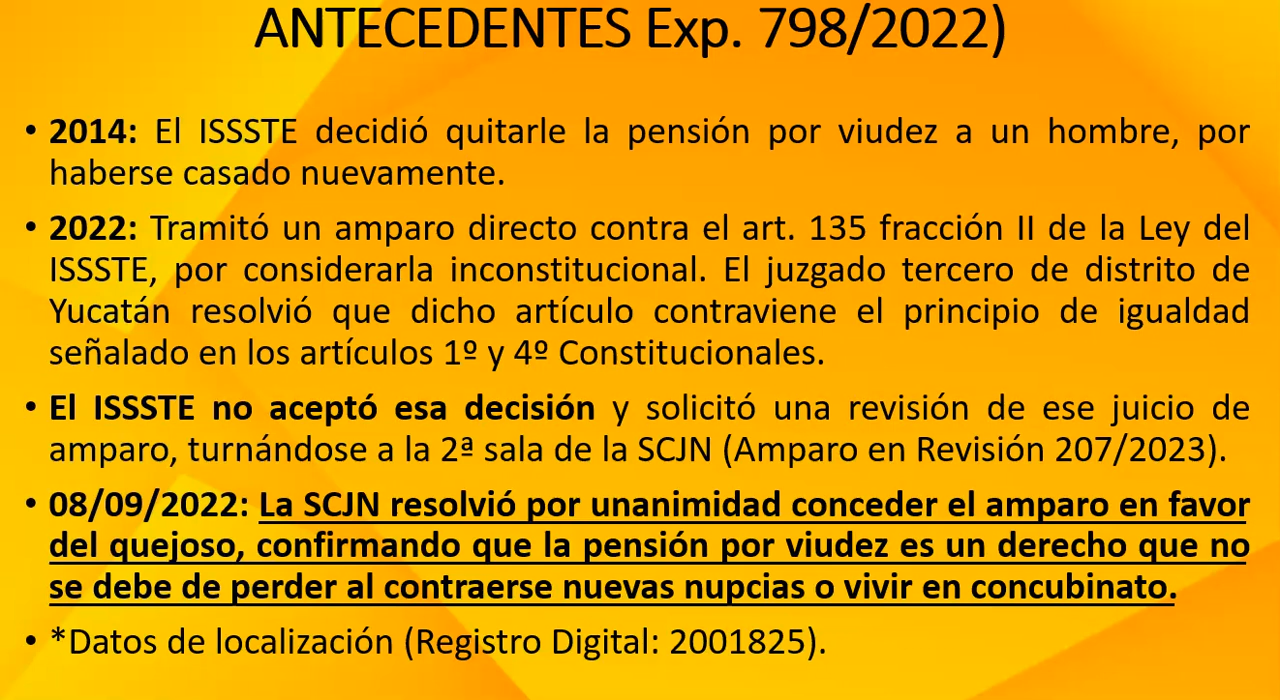 ANTECEDENTES Exp. 798/2022)
• 2014: El ISSSTE decidió quitarle la pensión por viudez a un hombre, por
haberse casado nuevamente.
• 2022: Tramitó un amparo directo contra el art. 135 fracción II de la Ley del
ISSSTE, por considerarla inconstitucional. El juzgado tercero de distrito de
Yucatán resolvió que dicho artículo contraviene el principio de igualdad
señalado en los artículos 1º y 4º Constitucionales.
• El ISSSTE no aceptó esa decisión y solicitó una revisión de ese juicio de
amparo, turnándose a la 2ª sala de la SCJN (Amparo en Revisión 207/2023).
• 08/09/2022: La SCJN resolvió por unanimidad conceder el amparo en favor
del quejoso, confirmando que la pensión por viudez es un derecho que no
se debe de perder al contraerse nuevas nupcias o vivir en concubinato.
• *Datos de localización (Registro Digital: 2001825).